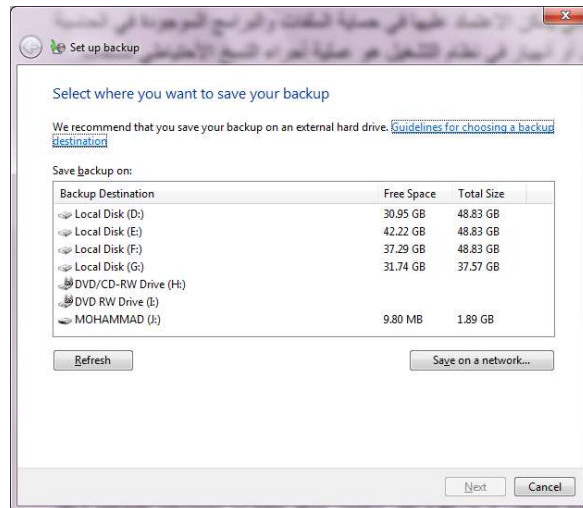 Set up backup
Select where you want to save your backup
We recommend that you save your backup on an external hard drive. Guidelines for choosing a backup
destination
Save backup on:
Backup Destination Free Space Total Size
Local Disk (D:) 30.95 GB 48.83 GB
Local Disk (E:) 42.22 GB 48.83 GB
Local Disk (F:) 37.29 GB 48.83 GB
Local Disk (G:) 31.74 GB 37.57 GB
DVD/CD-RW Drive (H:)
DVD RW Drive (I:)
MOHAMMAD (J:) 9.80 MB 1.89 GB
Refresh Save on a network...
Next Cancel